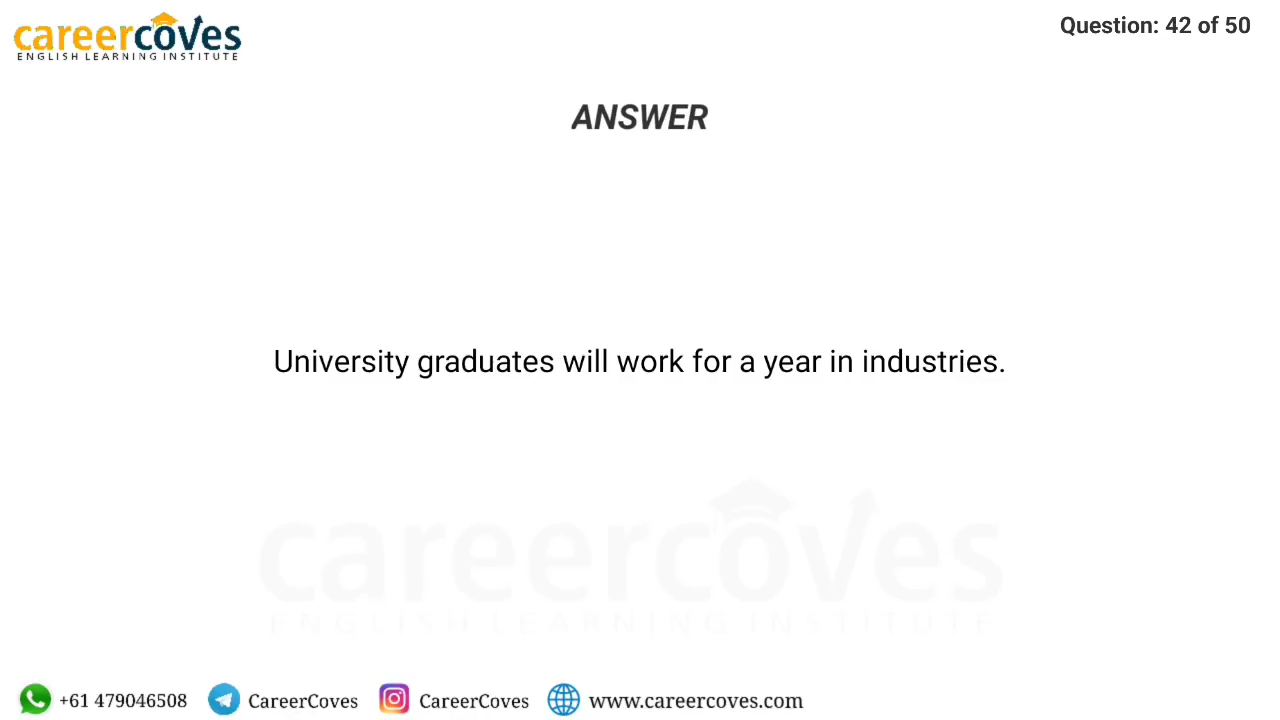 careercoves
ENGLISH LEARNING INSTITUTE
Question: 42 of 50
ANSWER
University graduates will work for a year in industries.
careercoves
ENGLISH LEARNING INSTITUTE
+61 479046508 CareerCoves CareerCoves www.careercoves.com